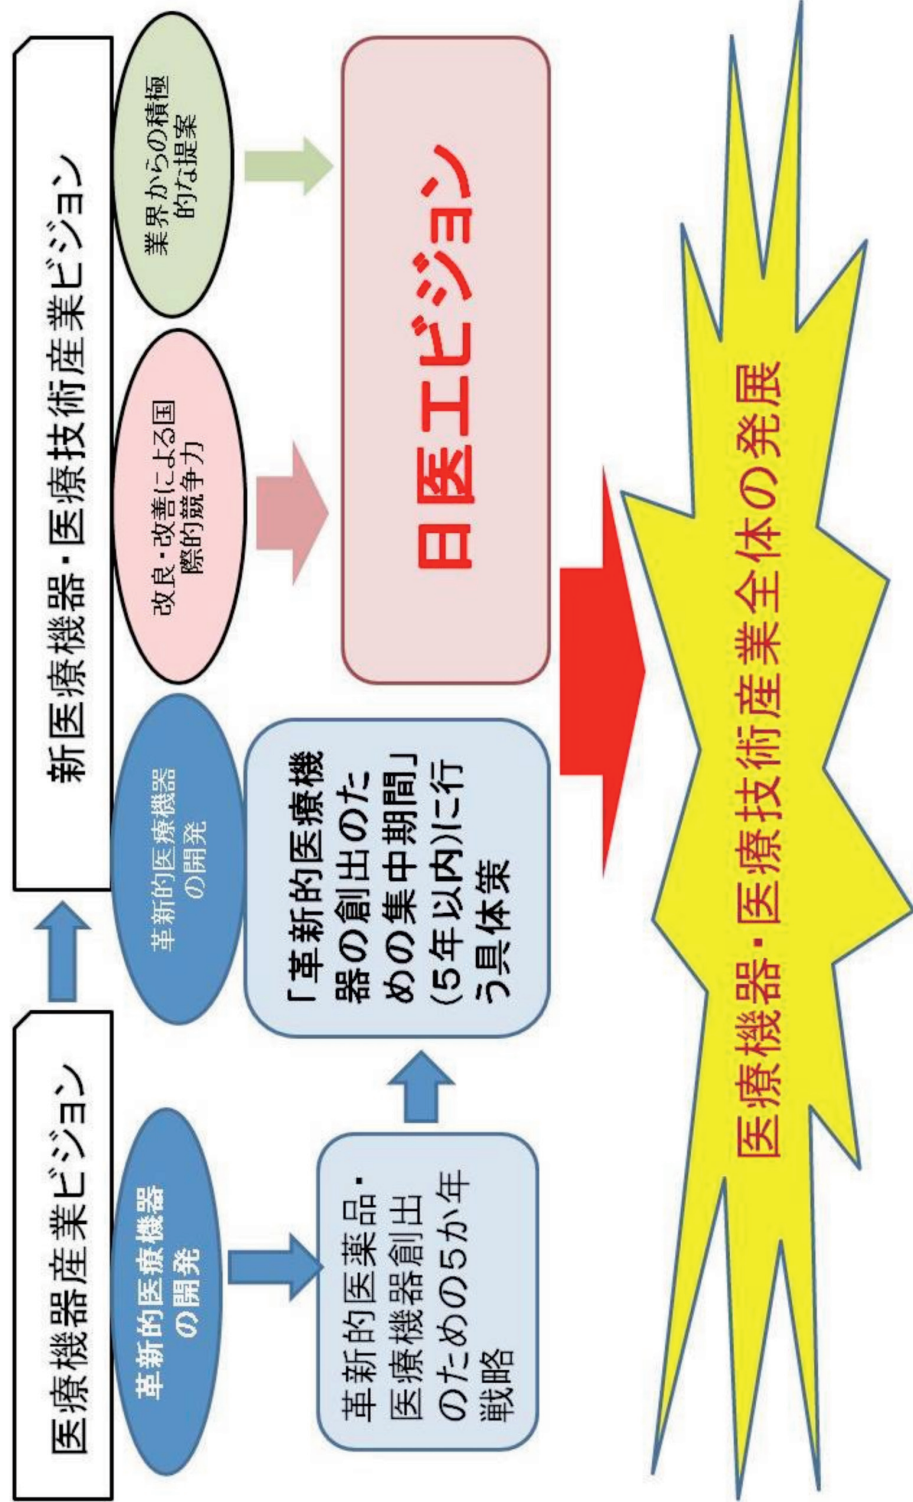 医療機器産業ビジョン
新医療機器・医療技術産業ビジョン
革新的医療機器
の開発
革新的医療機器
の開発
改良・改善による国
際的競争力
業界からの積極
的な提案
革新的医薬品・
医療機器創出
のための5か年
戦略
「革新的医療機
器の創出のた
めの集中期間」
(5年以内)に行
う具体策
日医工ビジョン
医療機器・医療技術産業全体の発展